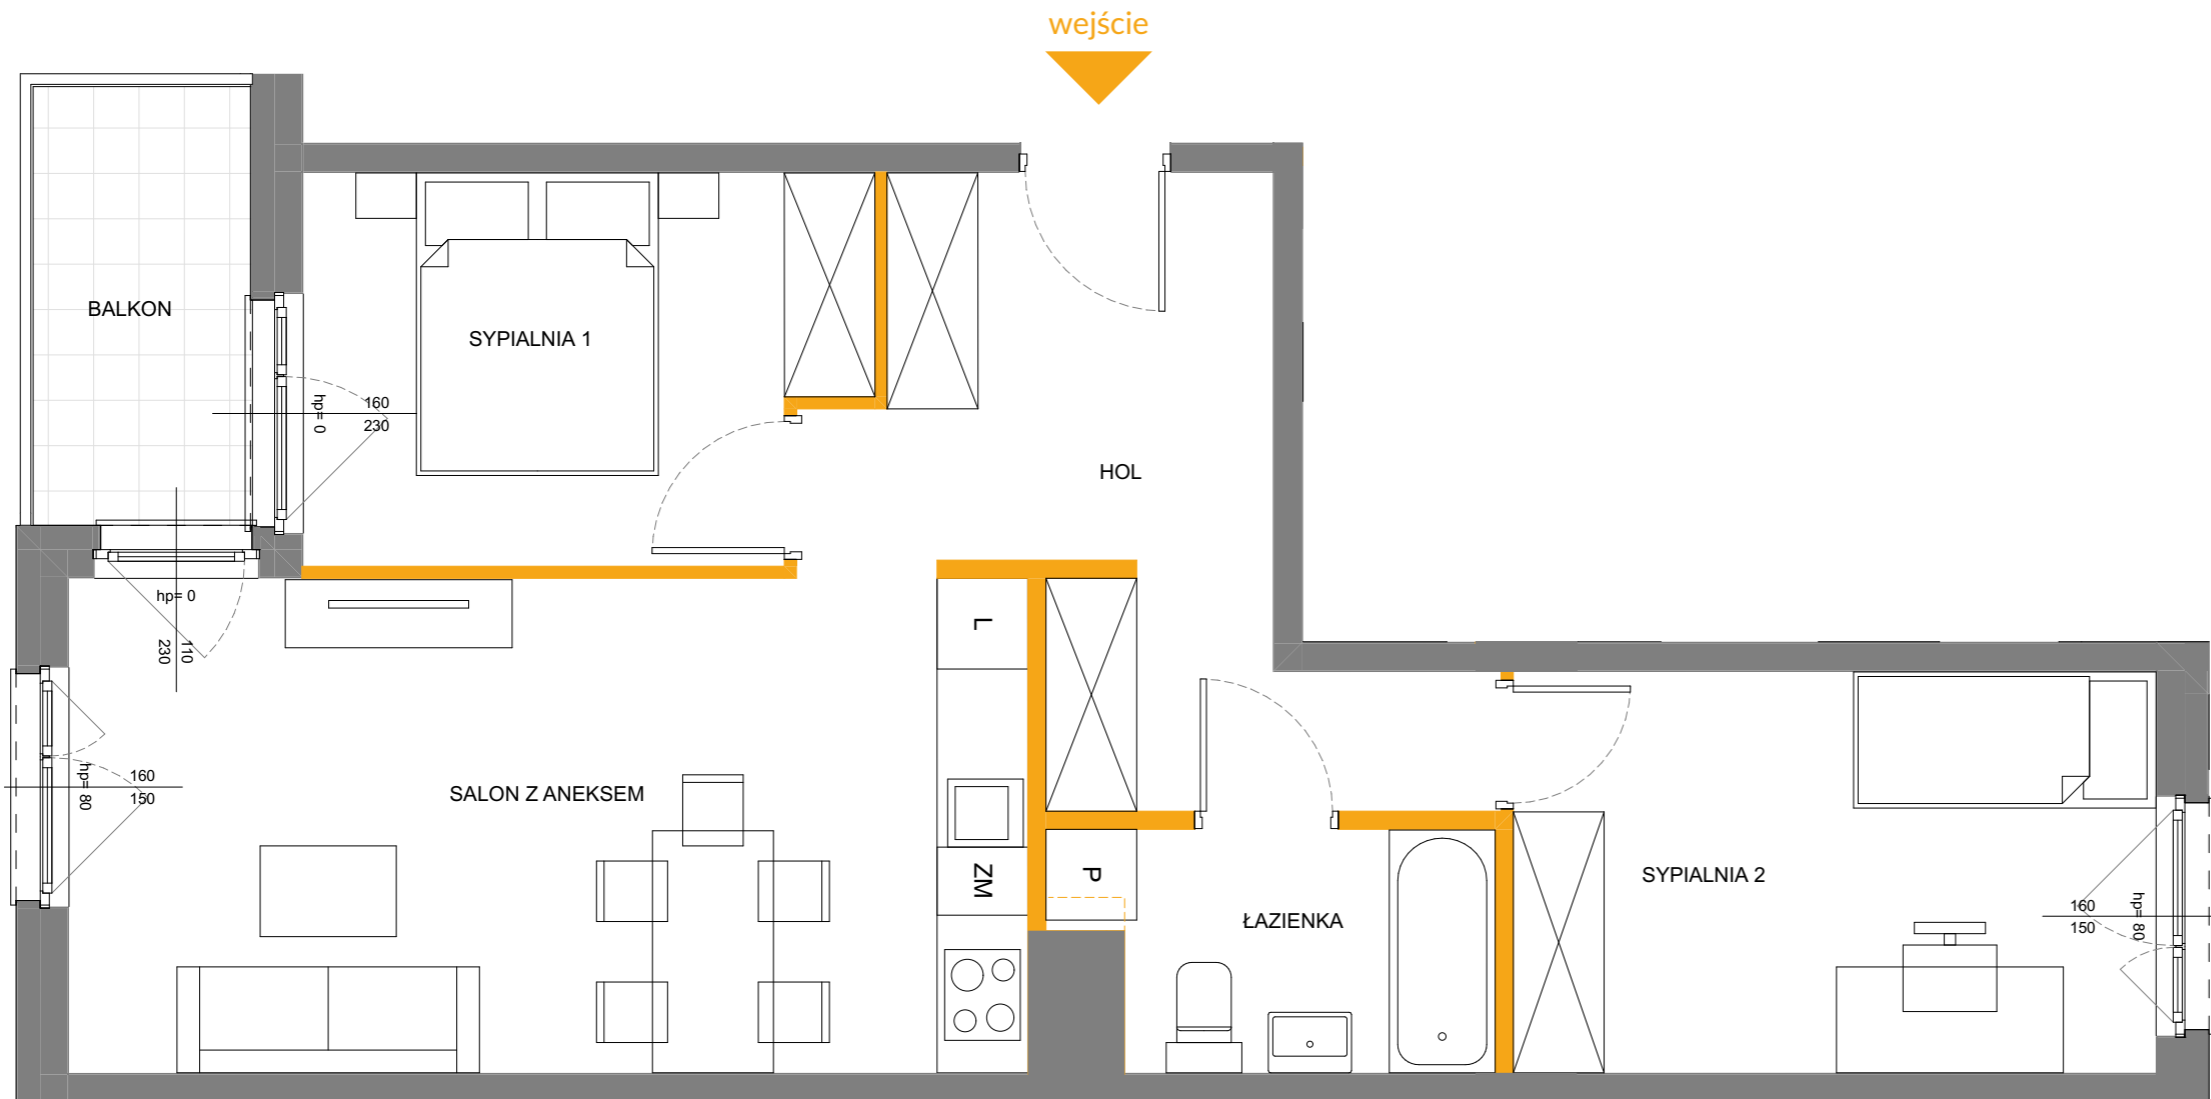 wejście
BALKON
SYPIALNIA 1
hp= 0
160
230
HOL
hp= 0
110
230
L
hp= 80
160
150
SALON Z ANEKSEM
ZM
P
ŁAZIENKA
SYPIALNIA 2
160
150
hp= 80